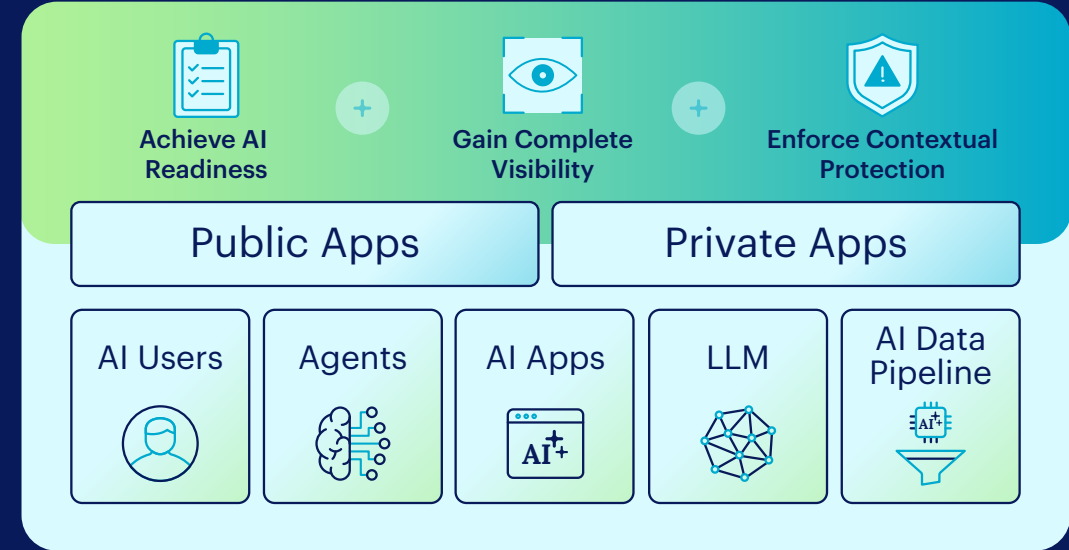 Achieve AI
Readiness
Gain Complete
Visibility
Enforce Contextual
Protection
Public Apps
Private Apps
AI Users
Agents
AI Apps
AI
LLM
AI Data
Pipeline
AI